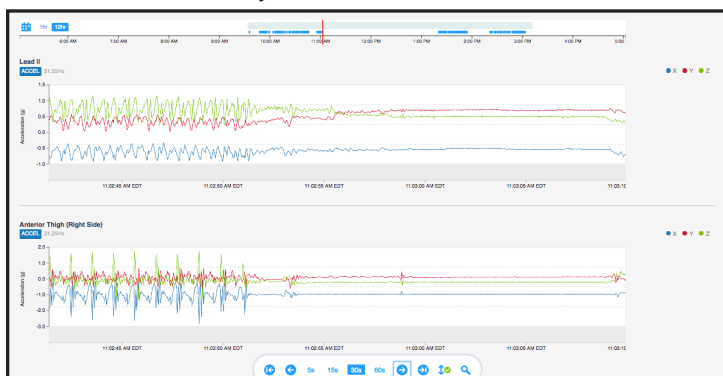 1hr 12hr
6:00 AM 7:00 AM 8:00 AM 9:00 AM 10:00 AM 11:00 AM 12:00 PM 1:00 PM 2:00 PM 3:00 PM 4:00 PM 5:00
Lead II
ACCEL 31.25Hz
X Y Z
Acceleration (g)
1.5
1.0
0.5
0.0
-0.5
-1.0
11:02:45 AM EDT 11:02:50 AM EDT 11:02:55 AM EDT 11:03:00 AM EDT 11:03:05 AM EDT 11:03:10
Anterior Thigh (Right Side)
ACCEL 31.25Hz
X Y Z
Acceleration (g)
2.0
1.0
0.0
-1.0
-2.0
-3.0
11:02:45 AM EDT 11:02:50 AM EDT 11:02:55 AM EDT 11:03:00 AM EDT 11:03:05 AM EDT 11:03:10
5s 15s 30s 60s